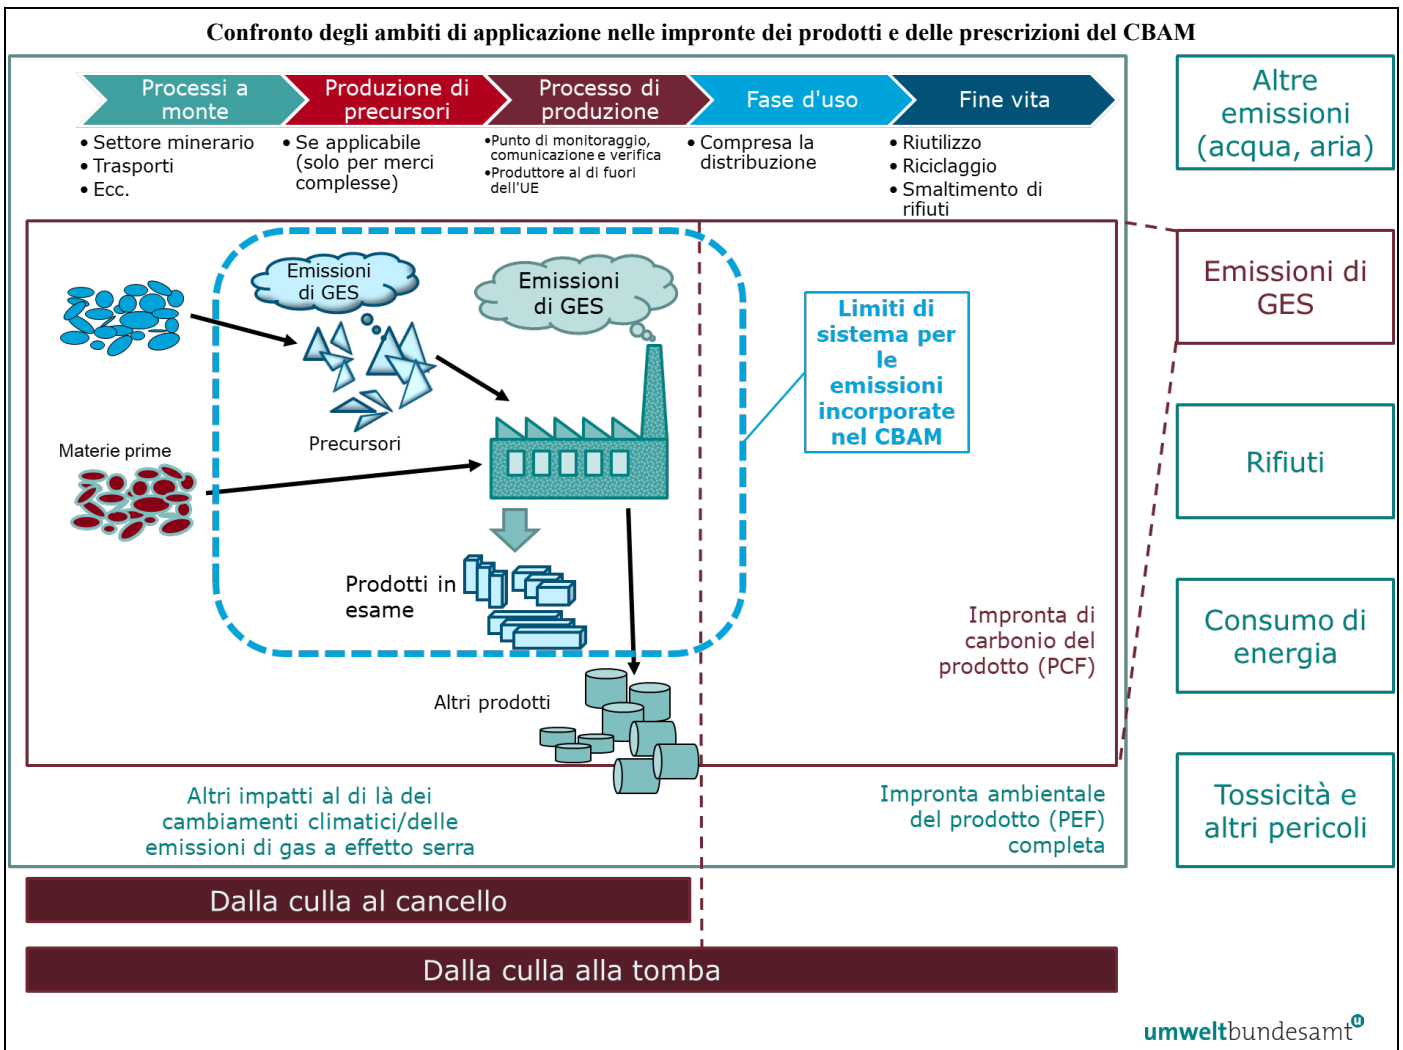 Confronto degli ambiti di applicazione nelle impronte dei prodotti e delle prescrizioni del CBAM
Processi a
monte
Produzione di
precursori
Processo di
produzione
Fase d'uso
Fine vita
• Settore minerario
• Trasporti
• Ecc.
• Se applicabile
(solo per merci
complesse)
•Punto di monitoraggio,
comunicazione e verifica
•Produttore al di fuori
dell'UE
• Compresa la
distribuzione
• Riutilizzo
• Riciclaggio
• Smaltimento di
rifiuti
Altre
emissioni
(acqua, aria)
Emissioni di
GES
Rifiuti
Consumo di
energia
Tossicità e
altri pericoli
Emissioni
di GES
Emissioni
di GES
Limiti di
sistema per
le
emissioni
incorporate
nel CBAM
Precursori
Materie prime
Prodotti in
esame
Altri prodotti
Impronta di
carbonio del
prodotto (PCF)
Altri impatti al di là dei
cambiamenti climatici/delle
emissioni di gas a effetto serra
Impronta ambientale
del prodotto (PEF)
completa
Dalla culla al cancello
Dalla culla alla tomba
umweltbundesamt
u